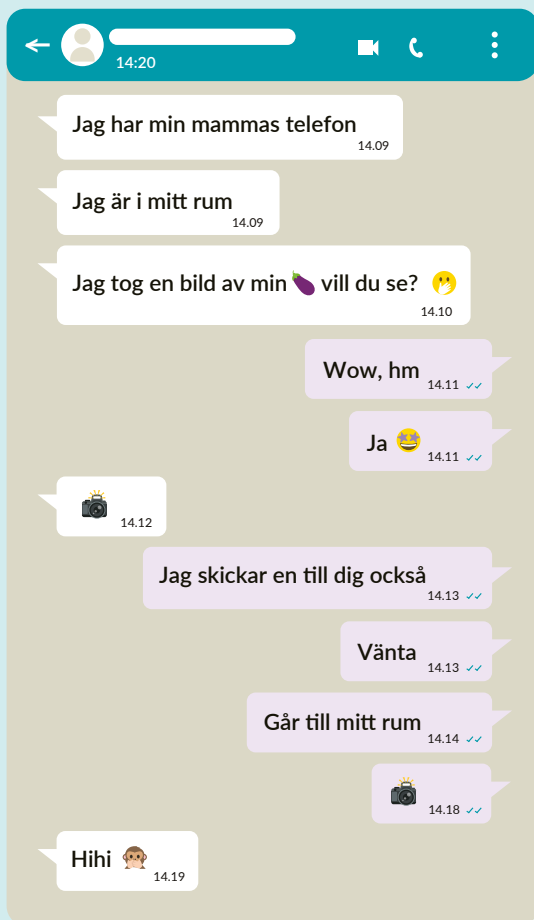 14:20
Jag har min mammas telefon
14.09
Jag är i mitt rum
14.09
Jag tog en bild av min 🍆 vill du se? 🤭
14.10
Wow, hm
14.11
Ja 🤩
14.11
📸
14.12
Jag skickar en till dig också
14.13
Vänta
14.13
Går till mitt rum
14.14
📸
14.18
Hihi 🙊
14.19